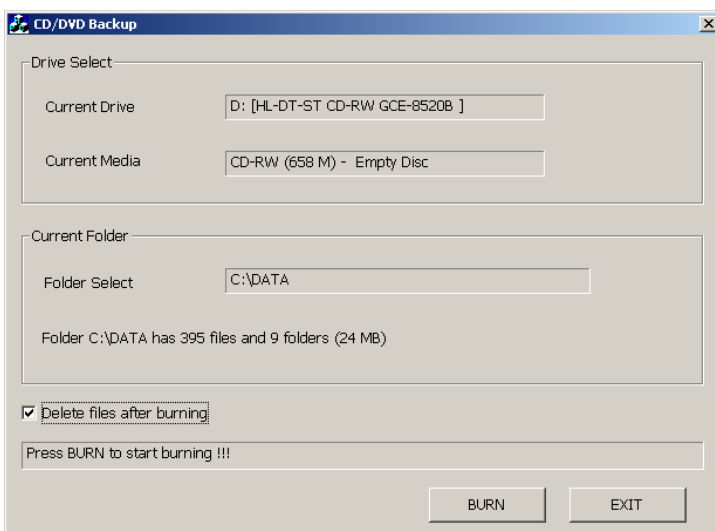 CD/DVD Backup
Drive Select
Current Drive
D: [HL-DT-ST CD-RW GCE-8520B ]
Current Media
CD-RW (658 M) - Empty Disc
Current Folder
Folder Select
C:\DATA
Folder C:\DATA has 395 files and 9 folders (24 MB)
Delete files after burning
Press BURN to start burning !!!
BURN
EXIT